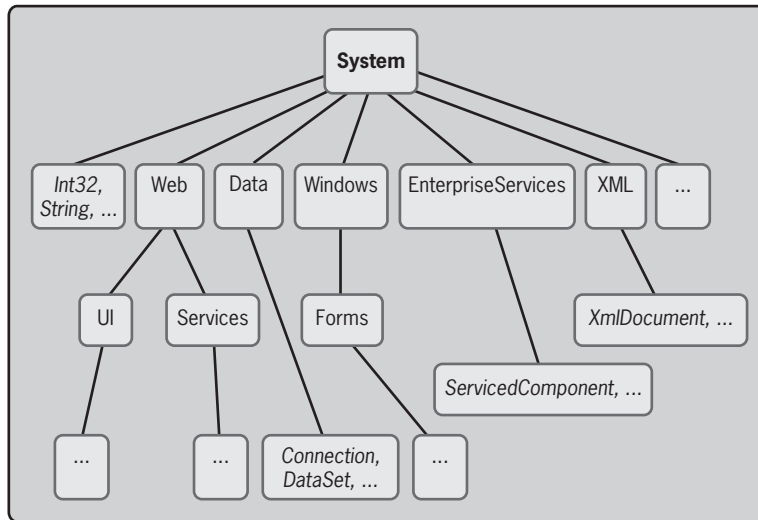 System
Int32,
String, ...
Web
Data
Windows
EnterpriseServices
XML
...
UI
Services
Forms
XmlDocument, ...
ServicedComponent, ...
...
...
Connection,
DataSet, ...
...